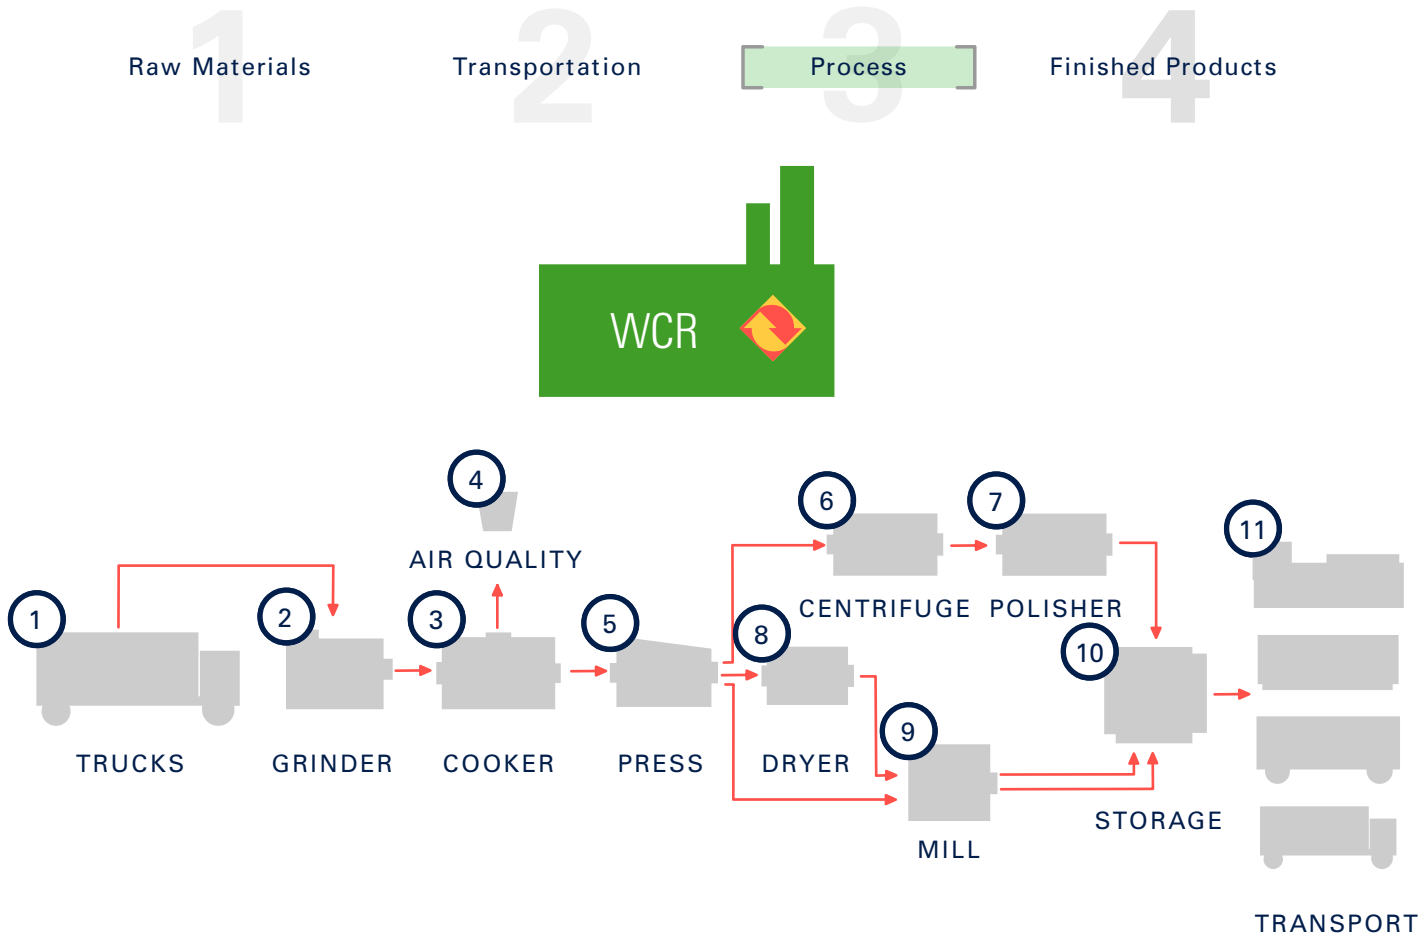 1
2
3
4
Raw Materials
Transportation
Process
Finished Products
WCR
4
AIR QUALITY
6
7
11
CENTRIFUGE
POLISHER
1
2
3
5
8
10
9
TRUCKS
GRINDER
COOKER
PRESS
DRYER
STORAGE
MILL
TRANSPORT